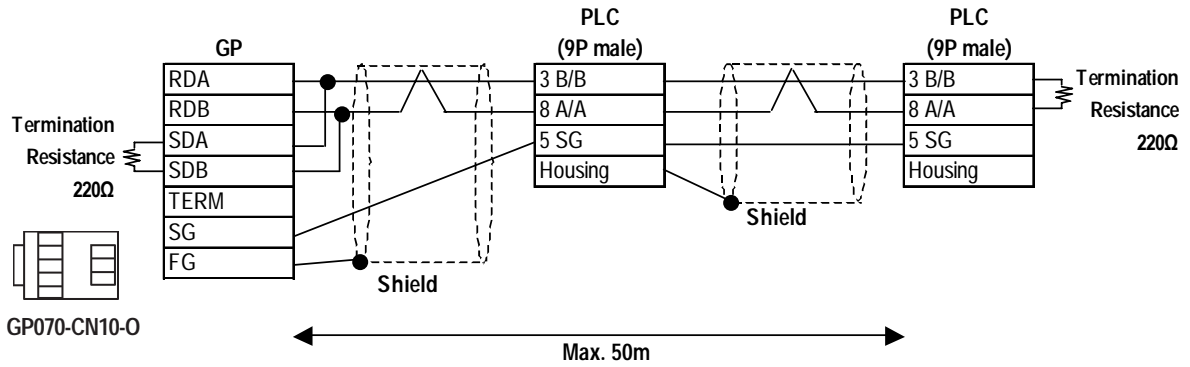 GP
RDA
RDB
SDA
SDB
TERM
SG
FG
Termination
Resistance
220Ω
GP070-CN10-O
Shield
PLC
(9P male)
3 B/B
8 A/A
5 SG
Housing
Shield
PLC
(9P male)
3 B/B
8 A/A
5 SG
Housing
Termination
Resistance
220Ω
Max. 50m